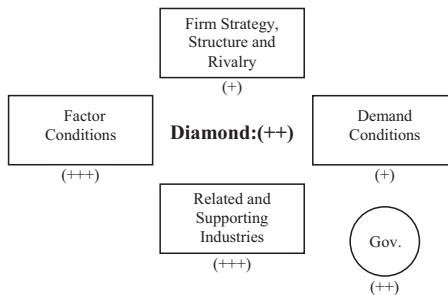 Firm Strategy,
Structure and
Rivalry
(+)
Factor
Conditions
(+++)
Diamond:(++)
Demand
Conditions
(+)
Related and
Supporting
Industries
(+++)
Gov.
(++)